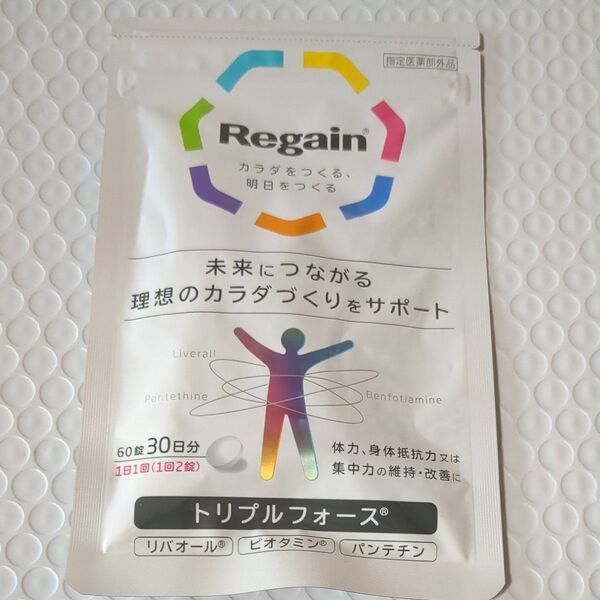 指定医薬部外品
Regain®
カラダをつくる、
明日をつくる
未来につながる
理想のカラダづくりをサポート
Liverall
Pantethine
Benfotiamine
60錠 30日分
1日1回(1回2錠)
体力、身体抵抗力又は
集中力の維持・改善に
トリプルフォース®
リバオール® ビオタミン® パンテチン